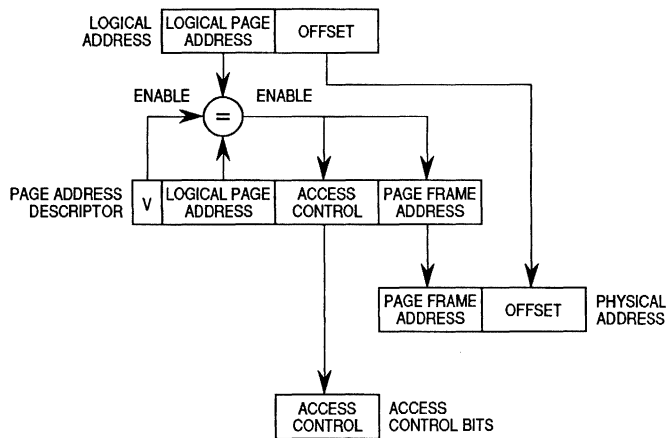 LOGICAL ADDRESS
LOGICAL PAGE ADDRESS
OFFSET
ENABLE
=
ENABLE
PAGE ADDRESS DESCRIPTOR
V
LOGICAL PAGE ADDRESS
ACCESS CONTROL
PAGE FRAME ADDRESS
PAGE FRAME ADDRESS
OFFSET
PHYSICAL ADDRESS
ACCESS CONTROL
ACCESS CONTROL BITS